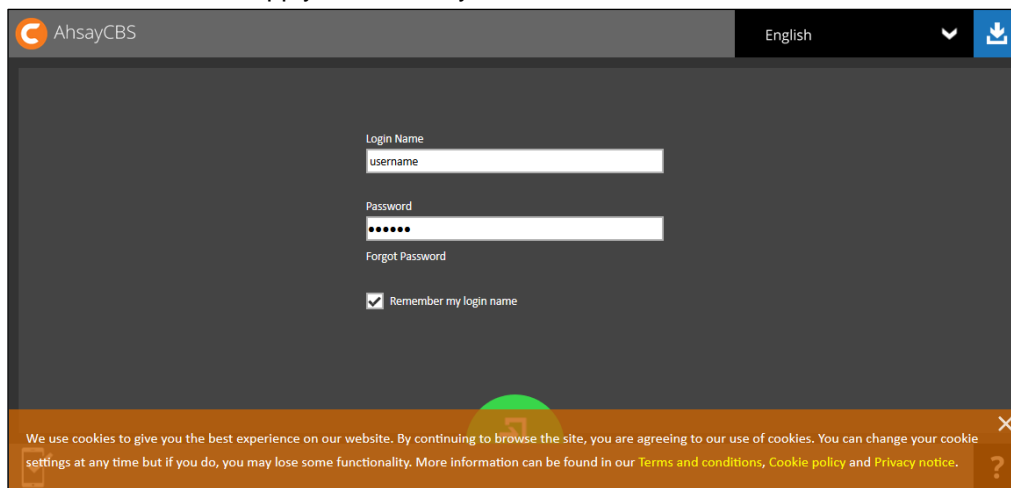 AhsayCBS
English
Login Name
username
Password
Forgot Password
Remember my login name
We use cookies to give you the best experience on our website. By continuing to browse the site, you are agreeing to our use of cookies. You can change your cookie
settings at any time but if you do, you may lose some functionality. More information can be found in our Terms and conditions, Cookie policy and Privacy notice.
?